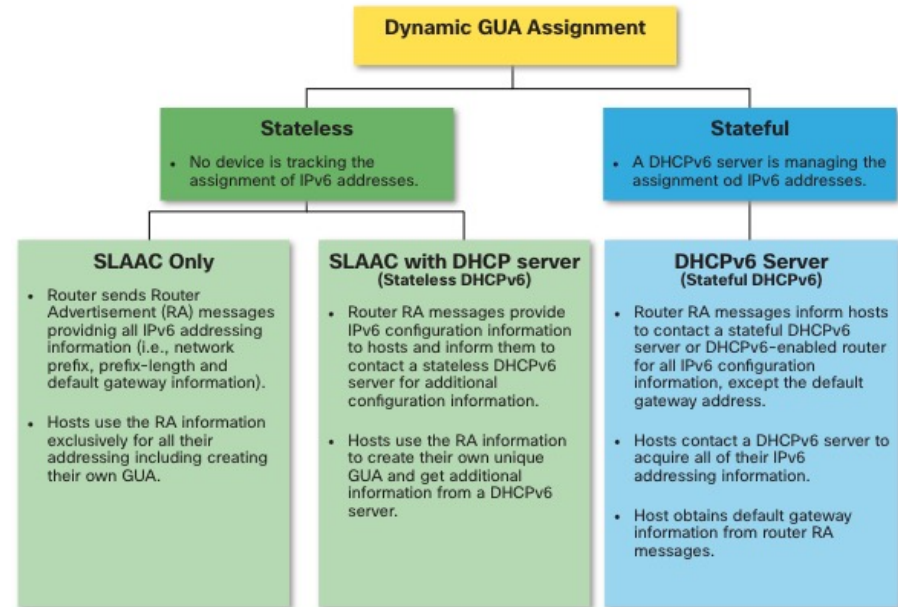 Dynamic GUA Assignment
Stateless
• No device is tracking the
assignment of IPv6 addresses.
Stateful
• A DHCPv6 server is managing the
assignment od IPv6 addresses.
SLAAC Only
• Router sends Router
Advertisement (RA) messages
providnig all IPv6 addressing
information (i.e., network
prefix, prefix-length and
default gateway information).
• Hosts use the RA information
exclusively for all their
addressing including creating
their own GUA.
SLAAC with DHCP server
(Stateless DHCPv6)
• Router RA messages provide
IPv6 configuration information
to hosts and inform them to
contact a stateless DHCPv6
server for additional
configuration information.
• Hosts use the RA information
to create their own unique
GUA and get additional
information from a DHCPv6
server.
DHCPv6 Server
(Stateful DHCPv6)
• Router RA messages inform hosts
to contact a stateful DHCPv6
server or DHCPv6-enabled router
for all IPv6 configuration
information, except the default
gateway address.
• Hosts contact a DHCPv6 server to
acquire all of their IPv6
addressing information.
• Host obtains default gateway
information from router RA
messages.